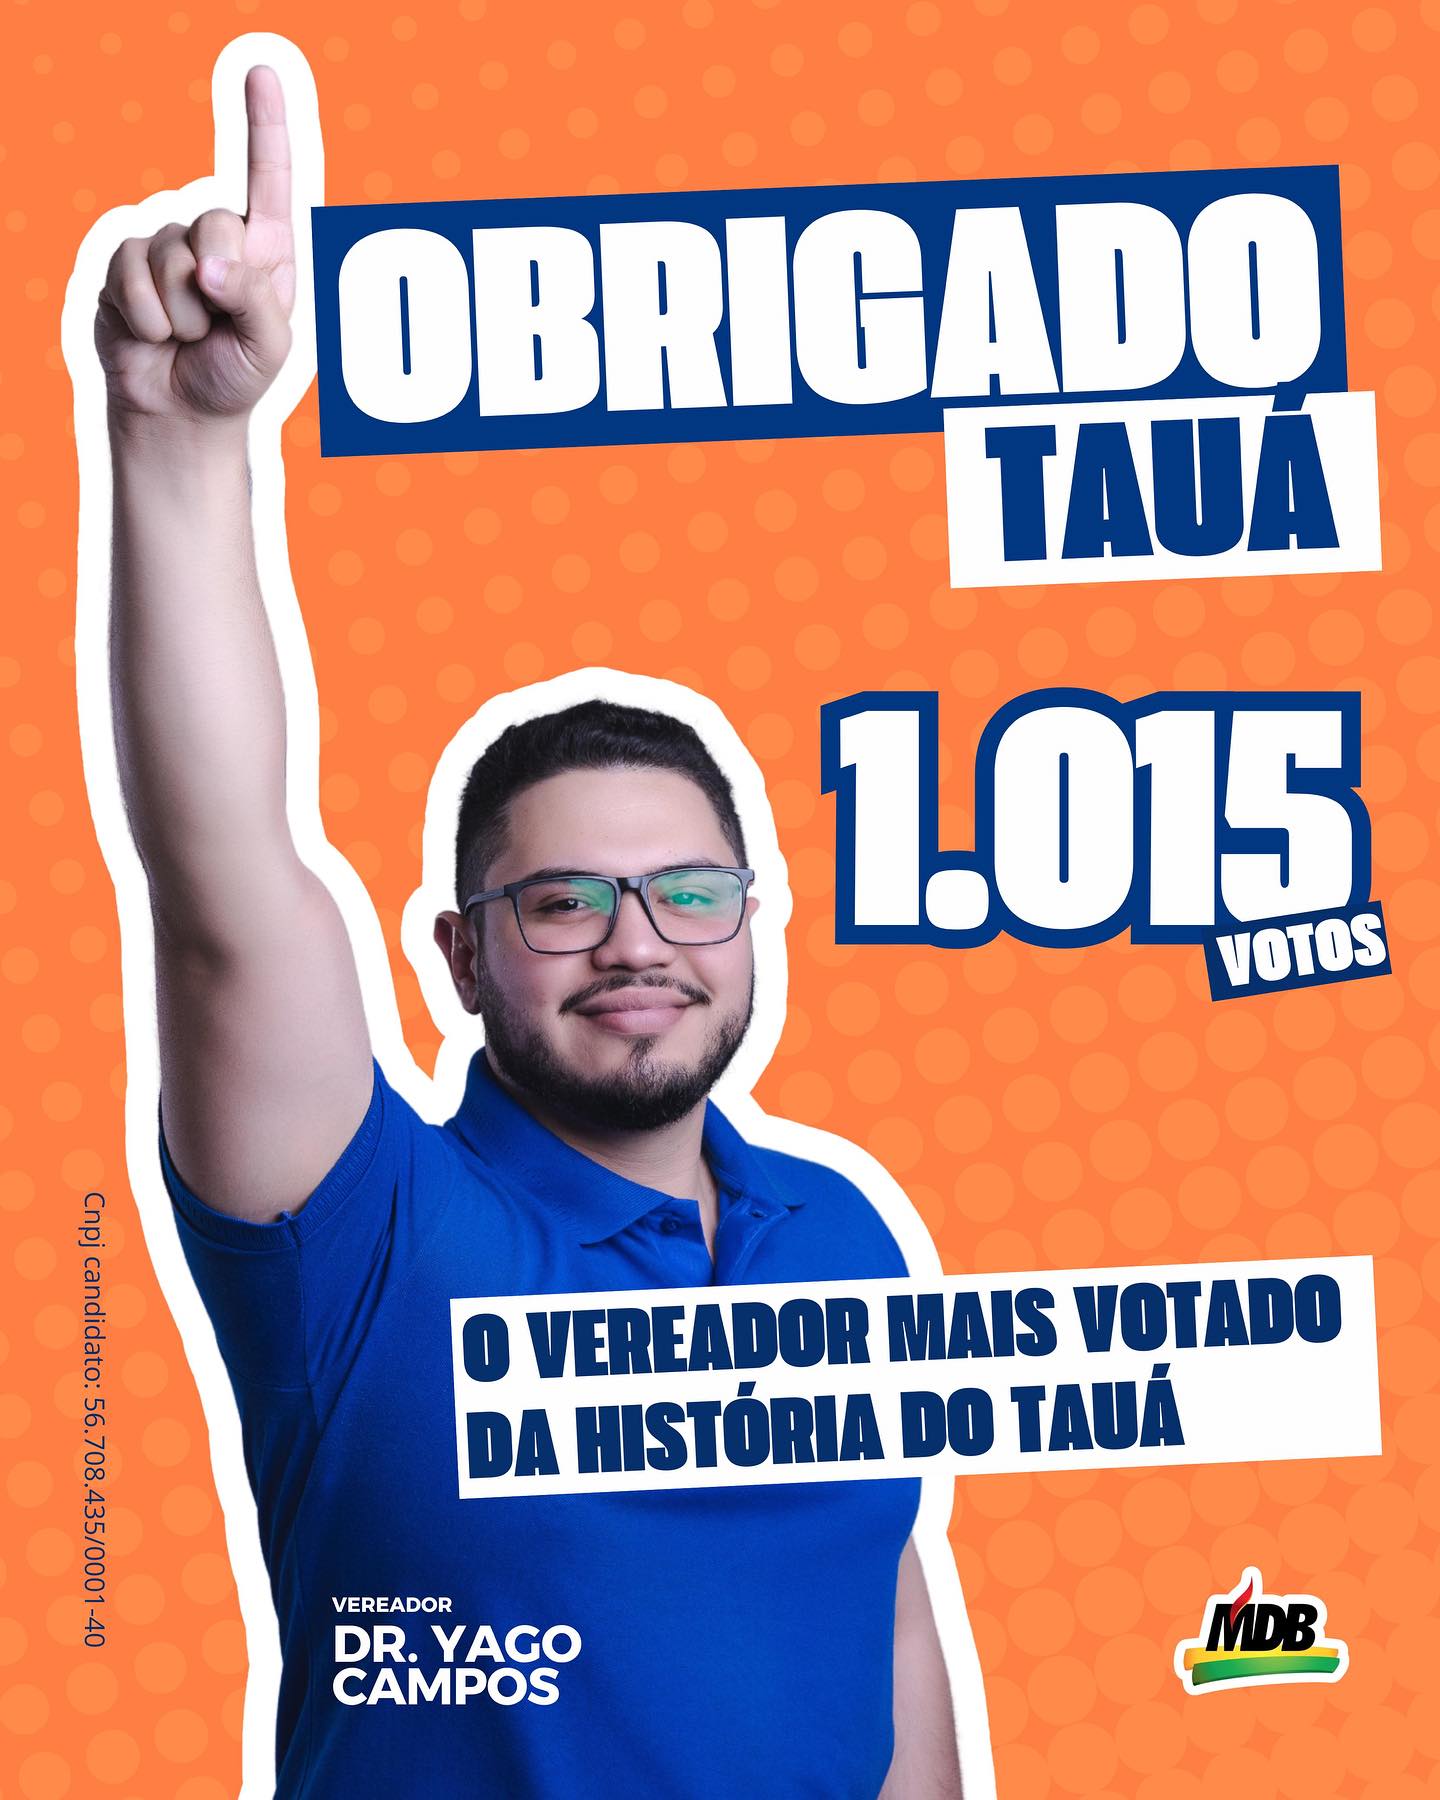 OBRIGADO
TAUÁ
1.015
VOTOS
O VEREADOR MAIS VOTADO
DA HISTÓRIA DO TAUÁ
Cnpj candidato: 56.708.435/0001-40
VEREADOR
DR. YAGO
CAMPOS
MDB